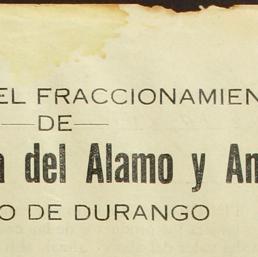 EL FRACCIONAMIEN
DE
a del Alamo y An
O DE DURANGO